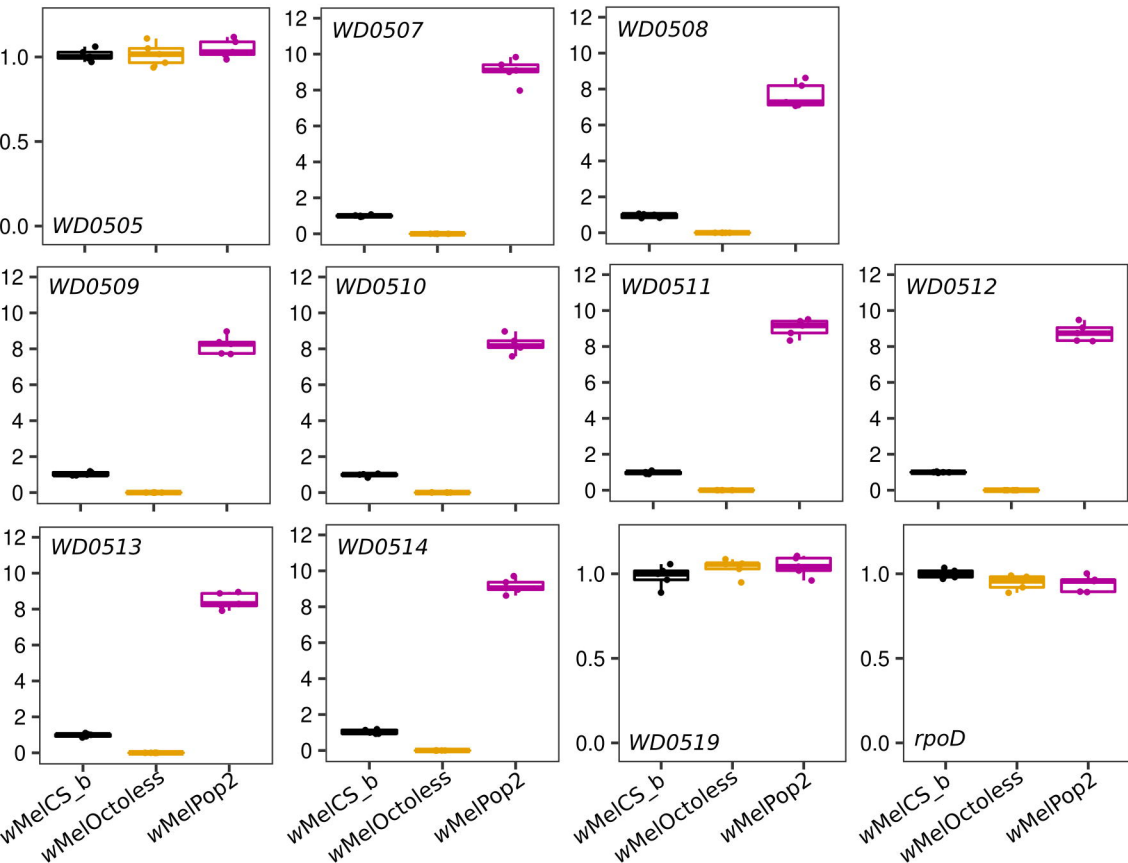 WD0505
1.0
0.5
0.0
WD0507
12
10
8
6
4
2
0
WD0508
12
10
8
6
4
2
0
WD0509
12
10
8
6
4
2
0
WD0510
12
10
8
6
4
2
0
WD0511
12
10
8
6
4
2
0
WD0512
12
10
8
6
4
2
0
WD0513
12
10
8
6
4
2
0
WD0514
12
10
8
6
4
2
0
1.0
0.5
0.0
WD0519
1.0
0.5
0.0
rpoD
wMelCS_b
wMelOctoless
wMelPop2
wMelCS_b
wMelOctoless
wMelPop2
wMelCS_b
wMelOctoless
wMelPop2
wMelCS_b
wMelOctoless
wMelPop2